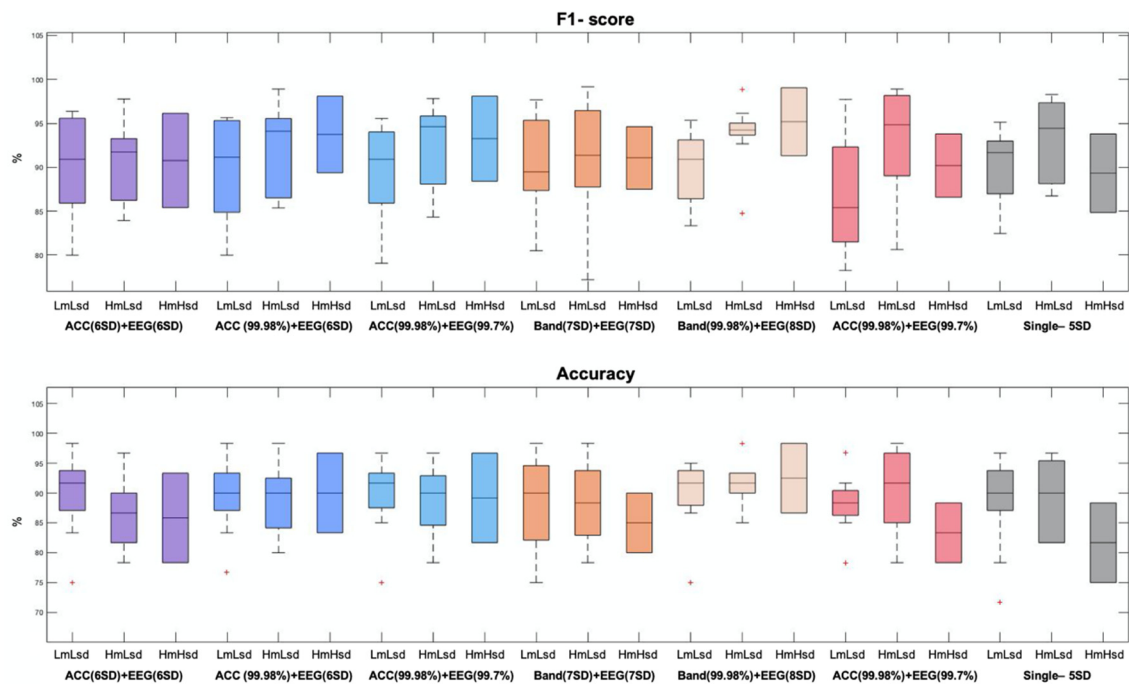 F1- score
105
100
95
90
85
80
%
LmLsd HmLsd HmHsd LmLsd HmLsd HmHsd LmLsd HmLsd HmHsd LmLsd HmLsd HmHsd LmLsd HmLsd HmHsd LmLsd HmLsd HmHsd LmLsd HmLsd HmHsd
ACC(6SD)+EEG(6SD) ACC (99.98%)+EEG(6SD) ACC(99.98%)+EEG(99.7%) Band(7SD)+EEG(7SD) Band(99.98%)+EEG(8SD) ACC(99.98%)+EEG(99.7%) Single– 5SD
Accuracy
105
100
95
90
85
80
75
70
%
LmLsd HmLsd HmHsd LmLsd HmLsd HmHsd LmLsd HmLsd HmHsd LmLsd HmLsd HmHsd LmLsd HmLsd HmHsd LmLsd HmLsd HmHsd LmLsd HmLsd HmHsd
ACC(6SD)+EEG(6SD) ACC (99.98%)+EEG(6SD) ACC(99.98%)+EEG(99.7%) Band(7SD)+EEG(7SD) Band(99.98%)+EEG(8SD) ACC(99.98%)+EEG(99.7%) Single– 5SD